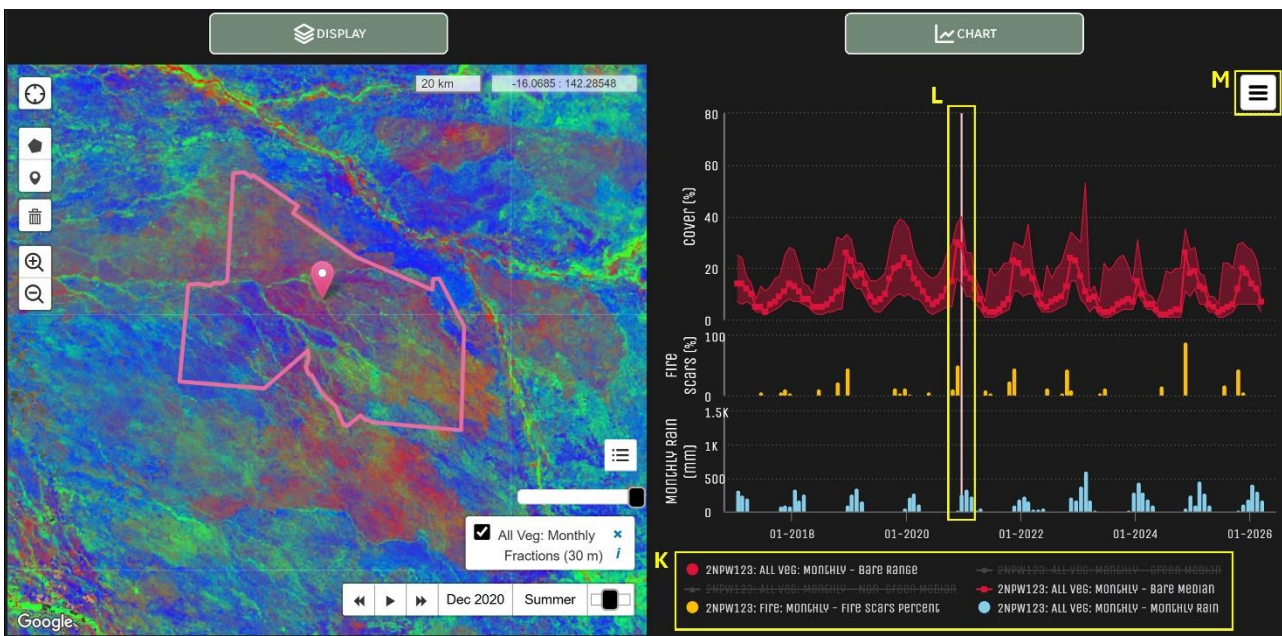 DISPLAY
CHART
20 km
-16.0685 : 142.28548
L
M
80
60
40
20
0
Cover (%)
100
0
Fire
scars (%)
1.5K
1K
500
0
Monthly Rain
(mm)
01-2018
01-2020
01-2022
01-2024
01-2026
All Veg: Monthly
Fractions (30 m)
x
i
Dec 2020
Summer
Google
K
2NPW123: ALL VEG: MONTHLY - BARE RANGE
2NPW123: ALL VEG: MONTHLY - GREEN MEDIAN
2NPW123: ALL VEG: MONTHLY - NON-GREEN MEDIAN
2NPW123: ALL VEG: MONTHLY - BARE MEDIAN
2NPW123: FIRE: MONTHLY - FIRE SCARS PERCENT
2NPW123: ALL VEG: MONTHLY - MONTHLY RAIN